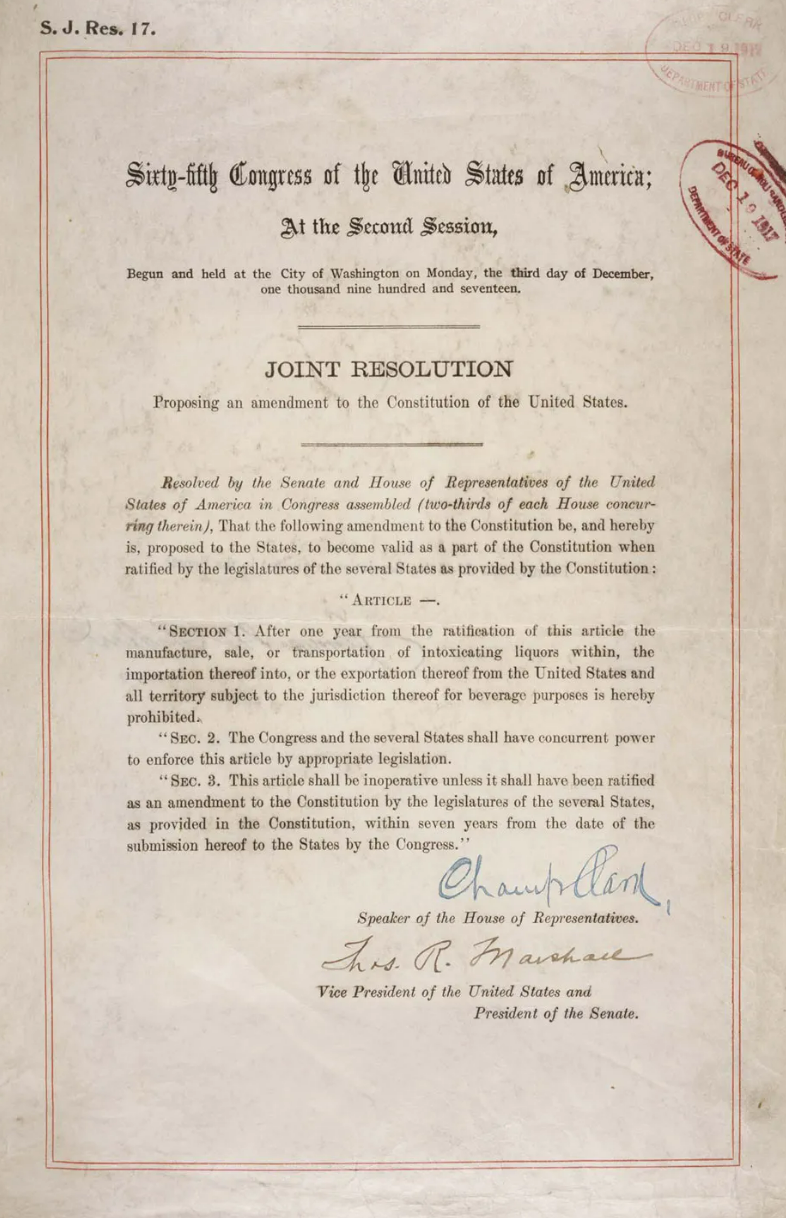 S. J. Res. 17.
DEC 19 1917
DEPARTMENT OF STATE
DEC 19 1917
DEPARTMENT OF STATE
Sixty-fifth Congress of the United States of America;
At the Second Session,
Begun and held at the City of Washington on Monday, the third day of December,
one thousand nine hundred and seventeen.
JOINT RESOLUTION
Proposing an amendment to the Constitution of the United States.
Resolved by the Senate and House of Representatives of the United
States of America in Congress assembled (two-thirds of each House concur-
ring therein), That the following amendment to the Constitution be, and hereby
is, proposed to the States, to become valid as a part of the Constitution when
ratified by the legislatures of the several States as provided by the Constitution:
"ARTICLE —.
"SECTION 1. After one year from the ratification of this article the
manufacture, sale, or transportation of intoxicating liquors within, the
importation thereof into, or the exportation thereof from the United States and
all territory subject to the jurisdiction thereof for beverage purposes is hereby
prohibited.
"SEC. 2. The Congress and the several States shall have concurrent power
to enforce this article by appropriate legislation.
"SEC. 3. This article shall be inoperative unless it shall have been ratified
as an amendment to the Constitution by the legislatures of the several States,
as provided in the Constitution, within seven years from the date of the
submission hereof to the States by the Congress."
Champ Clark
Speaker of the House of Representatives.
Thos. R. Marshall
Vice President of the United States and
President of the Senate.